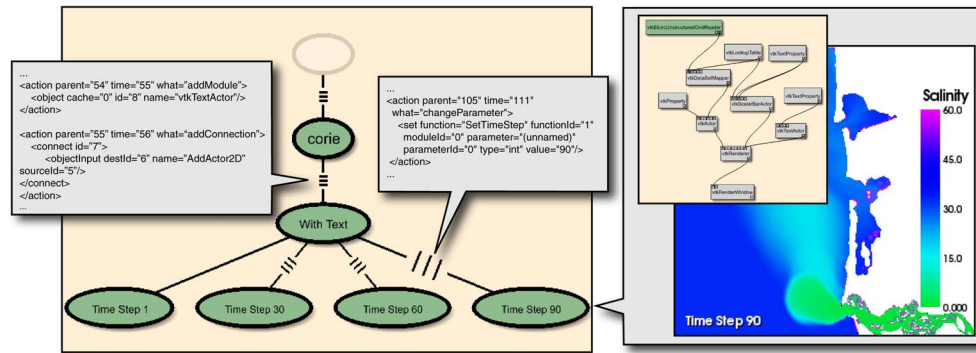 ...
<action parent="54" time="55" what="addModule">
<object cache="0" id="8" name="vtkTextActor"/>
</action>
<action parent="55" time="56" what="addConnection">
<connect id="7">
<objectInput destId="6" name="AddActor2D"
sourceId="5"/>
</connect>
</action>
...
corie
With Text
Time Step 1
Time Step 30
Time Step 60
Time Step 90
...
<action parent="105" time="111"
what="changeParameter">
<set function="SetTimeStep" functionId="1"
moduleId="0" parameter="(unnamed)"
parameterId="0" type="int" value="90"/>
</action>
...
vtkElcircUnstructuredGridReader
vtkLookupTable
vtkTextProperty
vtkDataSetMapper
vtkProperty
vtkScalarBarActor
vtkTextProperty
vtkActor
vtkTextActor
vtkRenderer
vtkRenderWindow
Salinity
60.0
45.0
30.0
15.0
0.000
Time Step 90